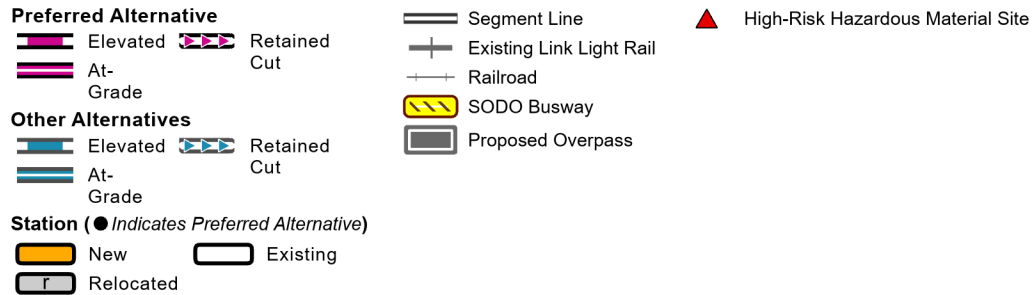 Preferred Alternative
Elevated
Retained
Cut
At-
Grade
Other Alternatives
Elevated
Retained
Cut
At-
Grade
Station (● Indicates Preferred Alternative)
New
Existing
r
Relocated
Segment Line
Existing Link Light Rail
Railroad
SODO Busway
Proposed Overpass
High-Risk Hazardous Material Site